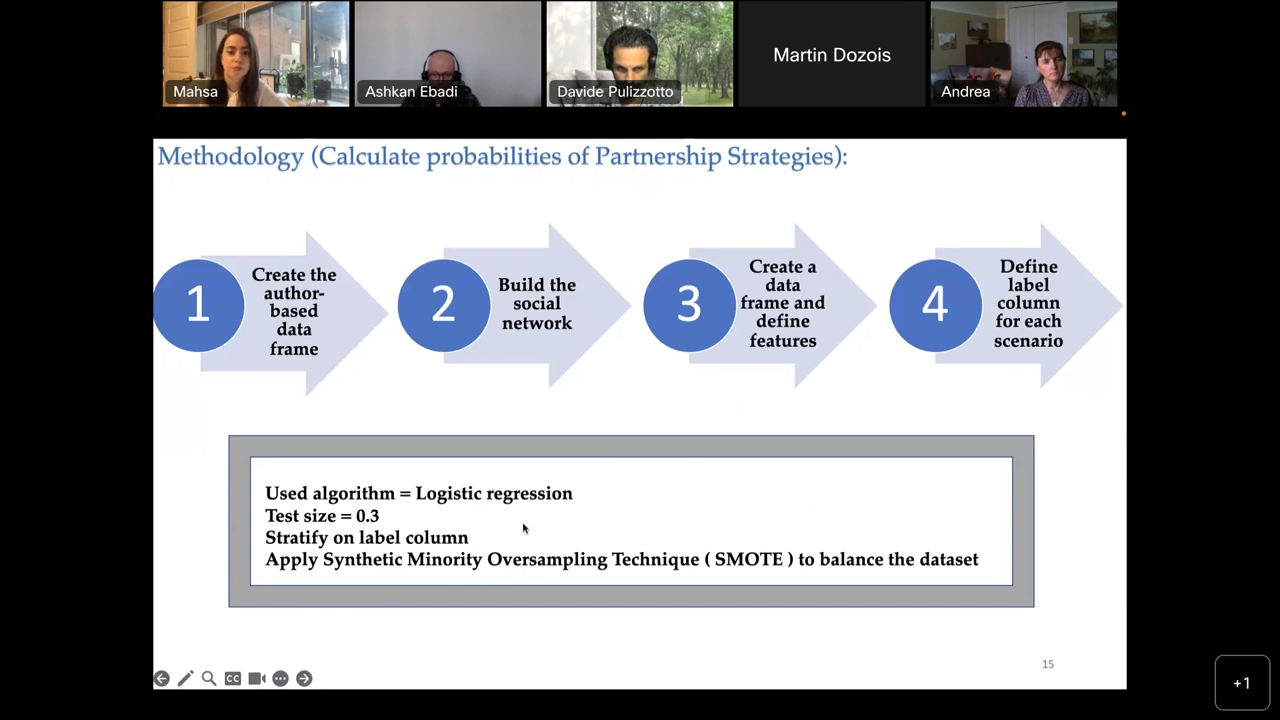 Mahsa
Ashkan Ebadi
Davide Pulizzotto
Martin Dozois
Andrea
Methodology (Calculate probabilities of Partnership Strategies):
1
Create the
author-
based
data
frame
2
Build the
social
network
3
Create a
data
frame and
define
features
4
Define
label
column
for each
scenario
Used algorithm = Logistic regression
Test size = 0.3
Stratify on label column
Apply Synthetic Minority Oversampling Technique ( SMOTE ) to balance the dataset
15
CC
+1